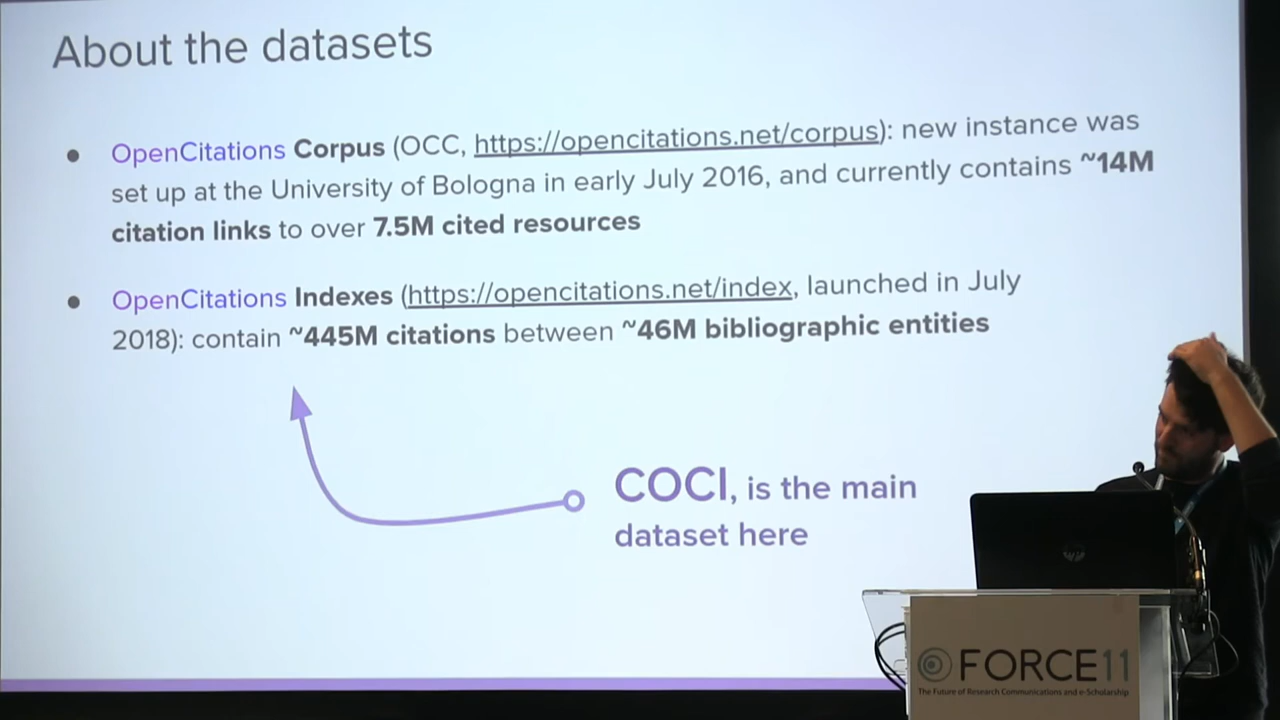 About the datasets
● OpenCitations Corpus (OCC, https://opencitations.net/corpus): new instance was
set up at the University of Bologna in early July 2016, and currently contains ~14M
citation links to over 7.5M cited resources
● OpenCitations Indexes (https://opencitations.net/index, launched in July
2018): contain ~445M citations between ~46M bibliographic entities
COCI, is the main
dataset here
FORCE11
The Future of Research Communications and e-Scholarship
hp